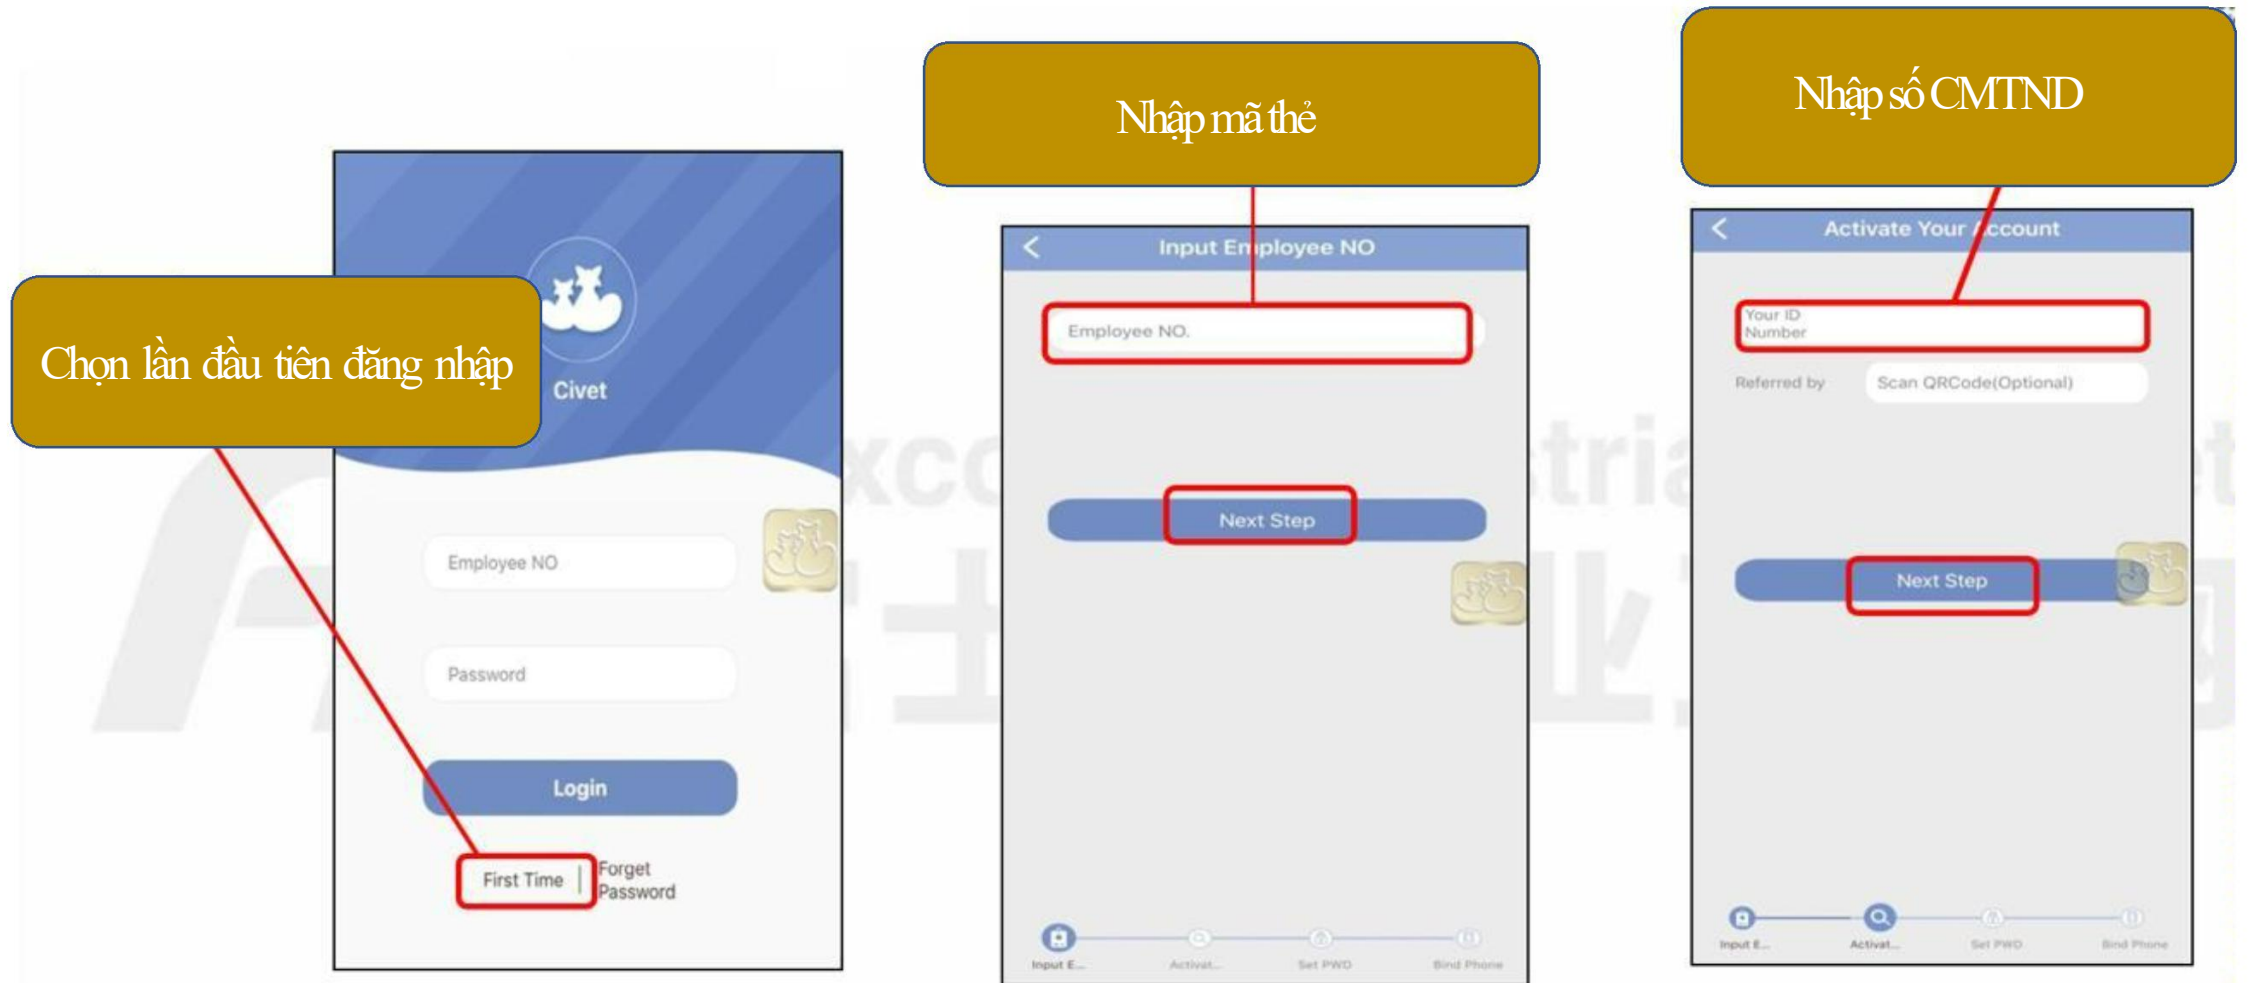 Nhập số CMTND
Nhập mã thẻ
Chọn lần đầu tiên đăng nhập
Civet
Employee NO
Password
Login
First Time
Forget
Password
Input Employee NO
Employee NO.
Next Step
Input E...
Activat...
Set PWD
Bind Phone
Activate Your Account
Your ID
Number
Referred by
Scan QRCode(Optional)
Next Step
Input E...
Activat...
Set PWD
Bind Phone